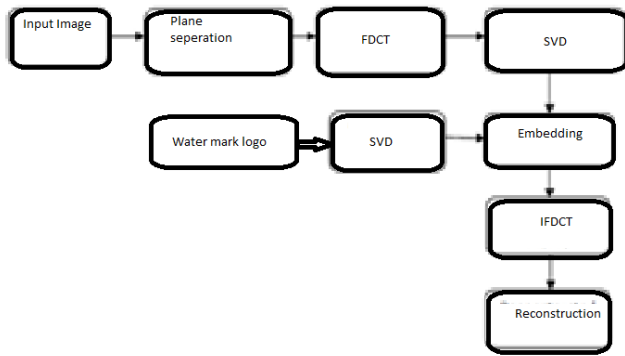 Input Image
Plane
seperation
FDCT
SVD
Water mark logo
SVD
Embedding
IFDCT
Reconstruction